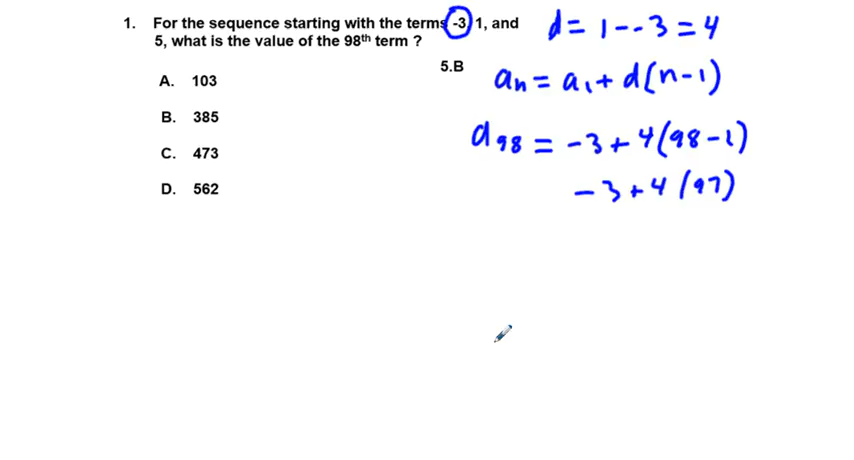 1. For the sequence starting with the terms -3, 1, and
5, what is the value of the 98th term ?
5.B
A. 103
B. 385
C. 473
D. 562
d = 1 - -3 = 4
an = a1 + d(n-1)
a98 = -3 + 4(98-1)
-3 + 4(97)